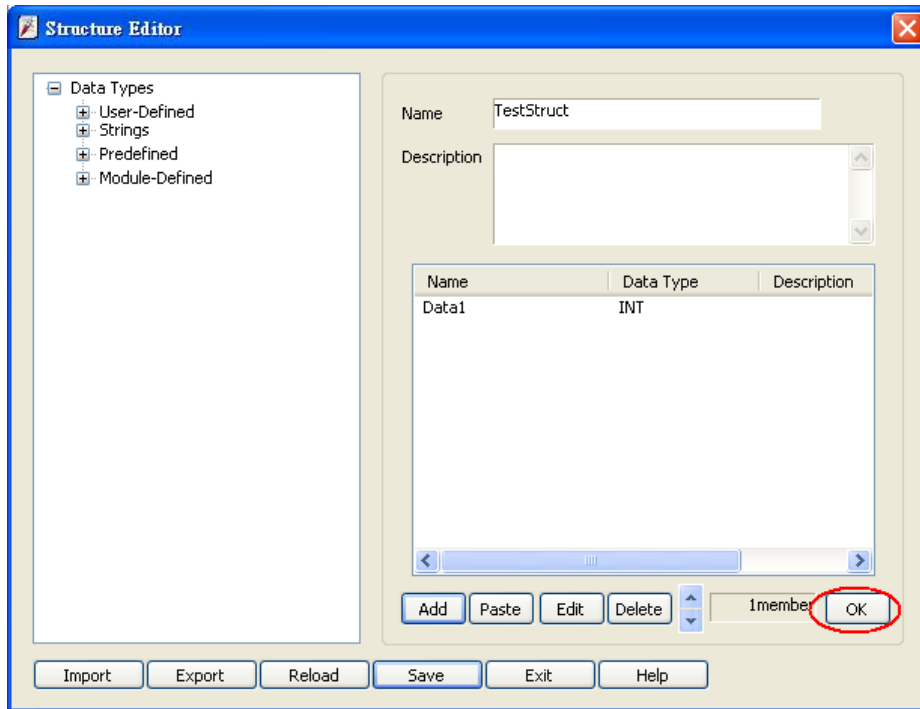 Structure Editor
Data Types
User-Defined
Strings
Predefined
Module-Defined
Name TestStruct
Description
Name Data Type Description
Data1 INT
Add Paste Edit Delete 1member OK
Import Export Reload Save Exit Help